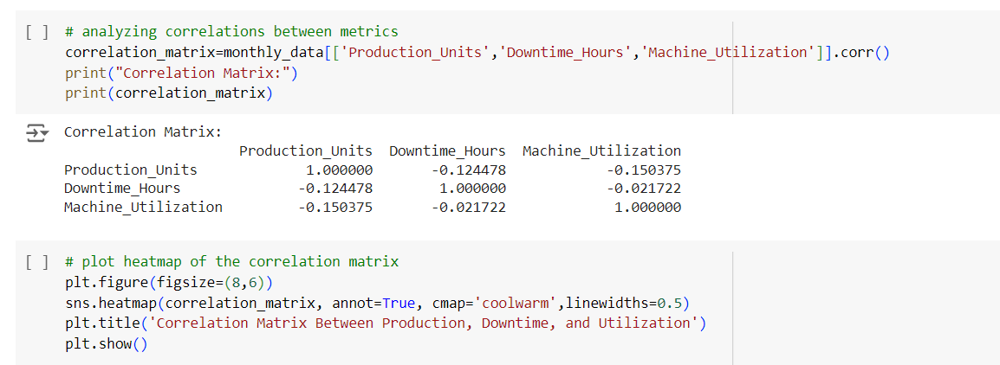 [ ] # analyzing correlations between metrics
correlation_matrix=monthly_data[['Production_Units','Downtime_Hours','Machine_Utilization']].corr()
print("Correlation Matrix:")
print(correlation_matrix)
Correlation Matrix:
Production_Units Downtime_Hours Machine_Utilization
Production_Units 1.000000 -0.124478 -0.150375
Downtime_Hours -0.124478 1.000000 -0.021722
Machine_Utilization -0.150375 -0.021722 1.000000
[ ] # plot heatmap of the correlation matrix
plt.figure(figsize=(8,6))
sns.heatmap(correlation_matrix, annot=True, cmap='coolwarm',linewidths=0.5)
plt.title('Correlation Matrix Between Production, Downtime, and Utilization')
plt.show()